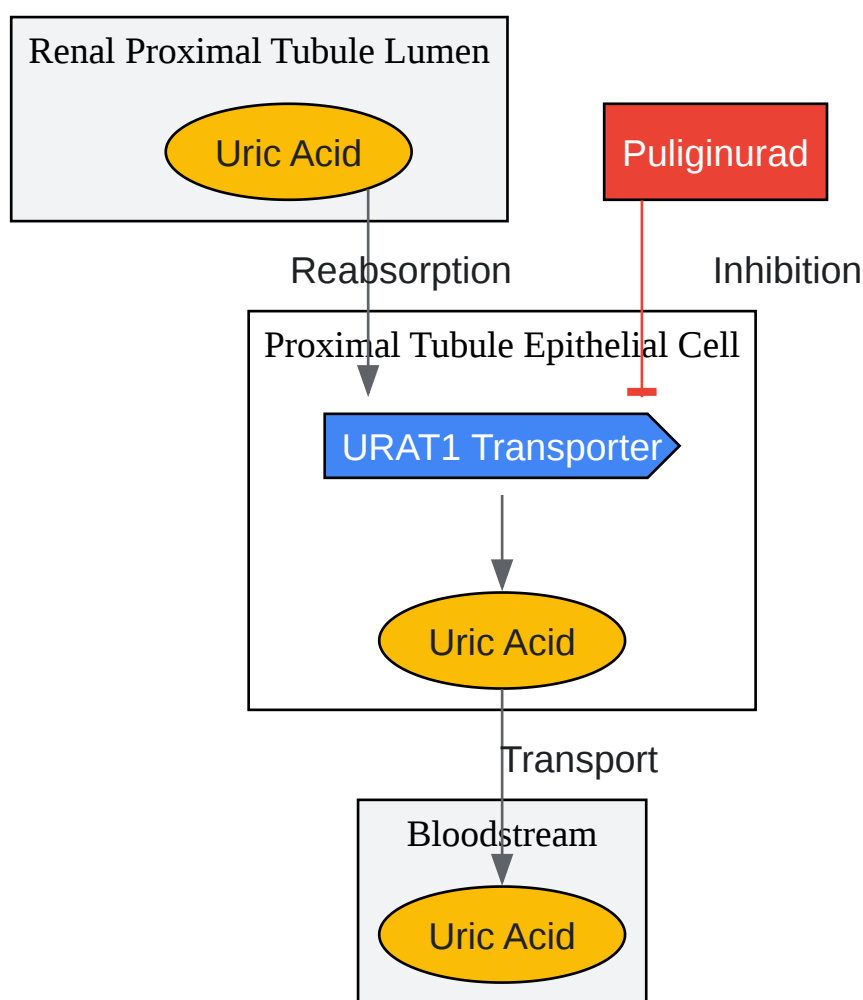 Renal Proximal Tubule Lumen
Uric Acid
Puliginurad
Reabsorption
Inhibition
Proximal Tubule Epithelial Cell
URAT1 Transporter
Uric Acid
Transport
Bloodstream
Uric Acid